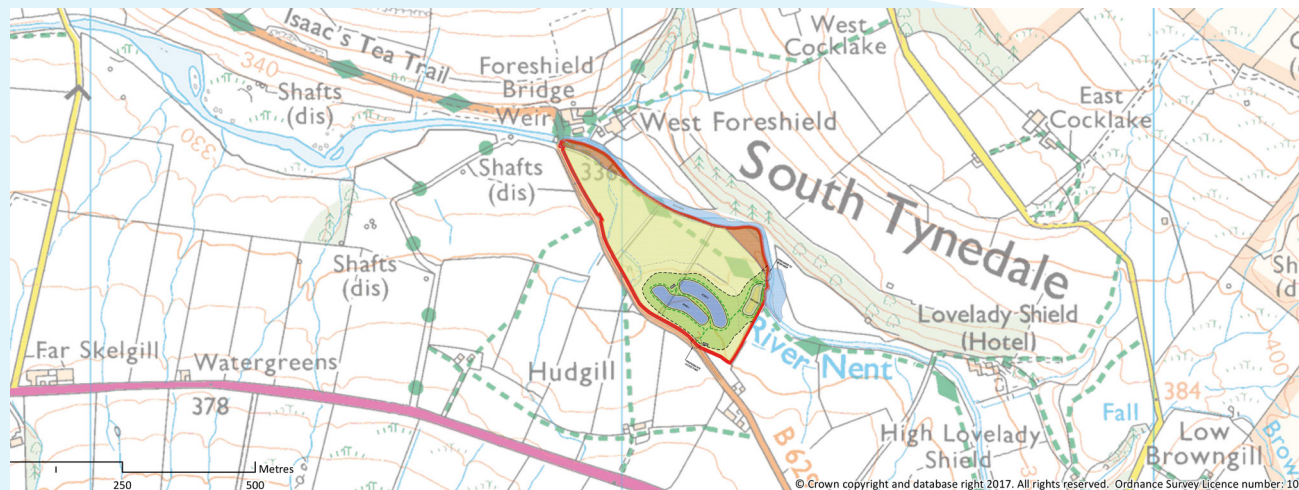 Isaac's Tea Trail
340
Shafts
(dis)
330
Foreshield
Bridge
Weir
West Foreshield
West
Cocklake
East
Cocklake
South Tynedale
Shafts
(dis)
336
Shafts
(dis)
Lovelady Shield
(Hotel)
River Nent
Far Skelgill
Watergreens
378
Hudgill
High Lovelady
Shield
Fall
384
400
Low
Browngill
Metres
250
500
© Crown copyright and database right 2017. All rights reserved. Ordnance Survey Licence number: 10